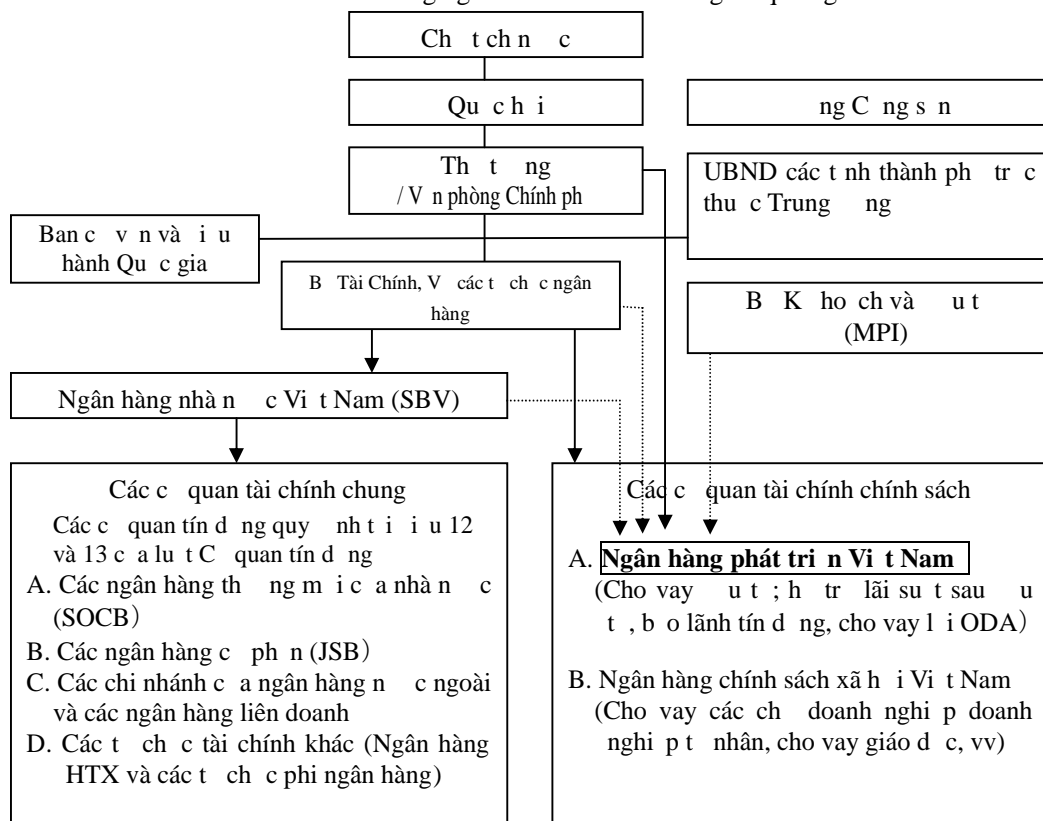 Ch t ch n c
Qu c h i
ng C ng s n
Th t ng
/ V n phòng Chính ph
UBND các t nh thành ph tr c
thu c Trung ng
Ban c v n và i u
hành Qu c gia
B Tài Chính, V các t ch c ngân
hàng
B K ho ch và u t
(MPI)
Ngân hàng nhà n c Vi t Nam (SBV)
Các c quan tài chính chung
Các c quan tín d ng quy nh t i i u 12
và 13 c a lu t C quan tín d ng
A. Các ngân hàng th ng m i c a nhà n c
(SOCB)
B. Các ngân hàng c ph n (JSB)
C. Các chi nhánh c a ngân hàng n c ngoài
và các ngân hàng liên doanh
D. Các t ch c tài chính khác (Ngân hàng
HTX và các t ch c phi ngân hàng)
Các c quan tài chính chính sách
A. Ngân hàng phát tri n Vi t Nam
(Cho vay u t ; h tr lãi su t sau u
t , b o lãnh tín d ng, cho vay l i ODA)
B. Ngân hàng chính sách xã h i Vi t Nam
(Cho vay các ch doanh nghi p doanh
nghi p t nhân, cho vay giáo d c, vv)